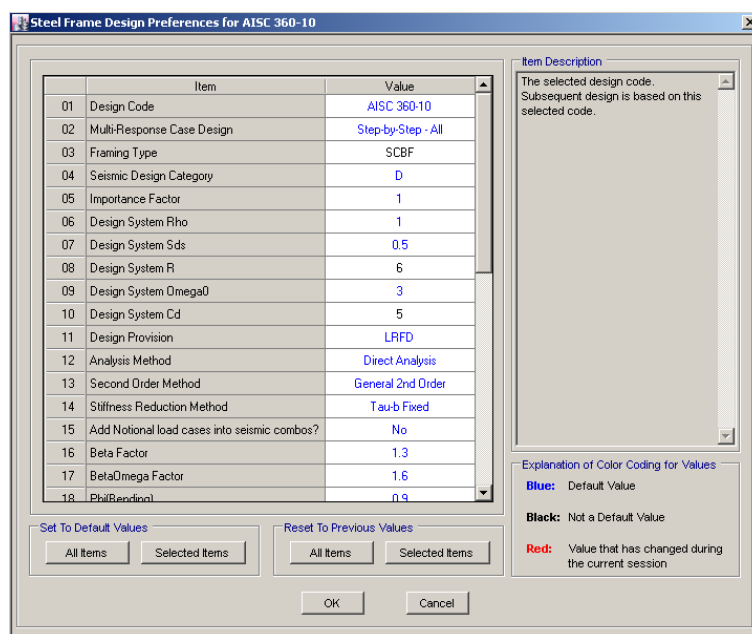 Steel Frame Design Preferences for AISC 360-10
Item Value
01 Design Code AISC 360-10
02 Multi-Response Case Design Step-by-Step - All
03 Framing Type SCBF
04 Seismic Design Category D
05 Importance Factor 1
06 Design System Rho 1
07 Design System Sds 0.5
08 Design System R 6
09 Design System Omega0 3
10 Design System Cd 5
11 Design Provision LRFD
12 Analysis Method Direct Analysis
13 Second Order Method General 2nd Order
14 Stiffness Reduction Method Tau-b Fixed
15 Add Notional load cases into seismic combos? No
16 Beta Factor 1.3
17 BetaOmega Factor 1.6
18 Phi(Bending) 0.9
Item Description
The selected design code.
Subsequent design is based on this
selected code.
Explanation of Color Coding for Values
Blue: Default Value
Black: Not a Default Value
Red: Value that has changed during
the current session
Set To Default Values
All Items Selected Items
Reset To Previous Values
All Items Selected Items
OK Cancel